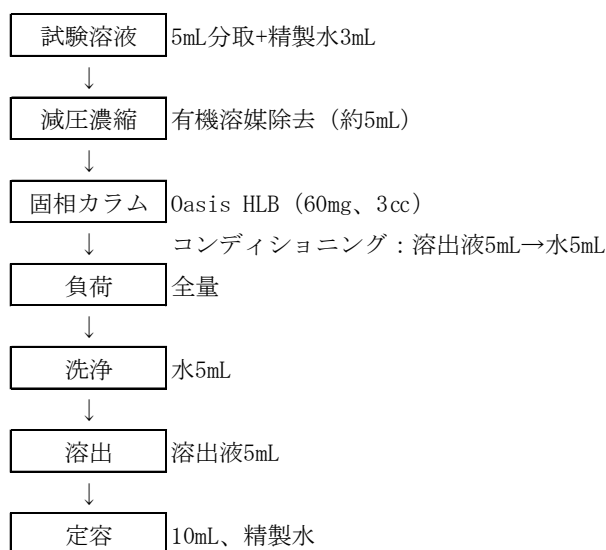 試験溶液 5mL分取+精製水3mL
↓
減圧濃縮 有機溶媒除去（約5mL）
↓
固相カラム Oasis HLB（60mg、3cc）
↓ コンディショニング：溶出液5mL→水5mL
負荷 全量
↓
洗浄 水5mL
↓
溶出 溶出液5mL
↓
定容 10mL、精製水